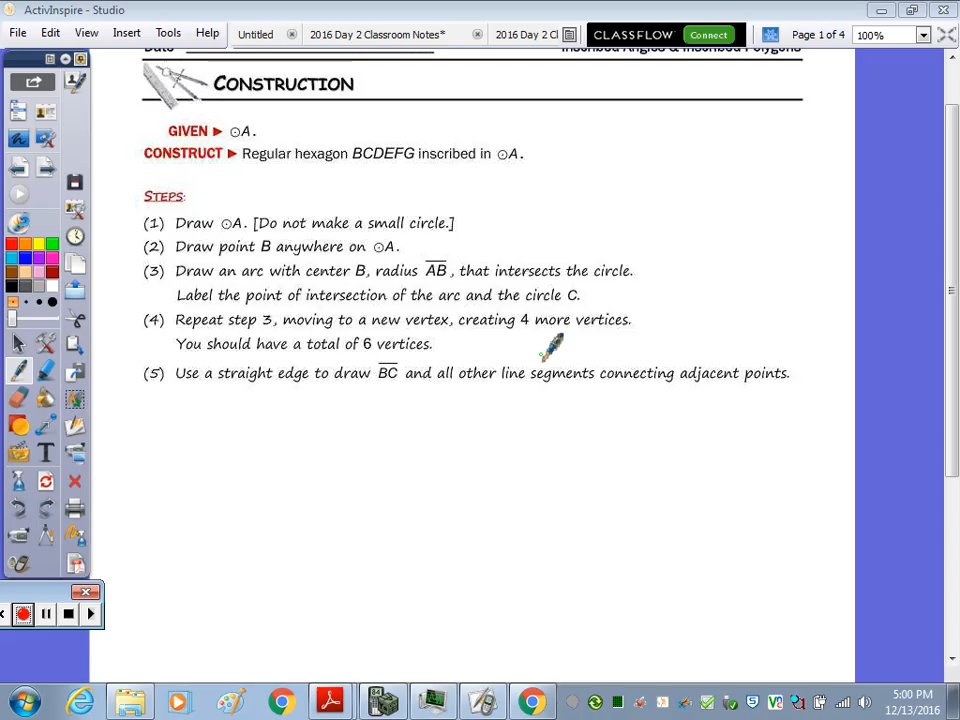 ActivInspire - Studio
File Edit View Insert Tools Help Untitled 2016 Day 2 Classroom Notes* 2016 Day 2 Cl CLASSFLOW Connect Page 1 of 4 100%
Inscribed Angles & Inscribed Polygons
CONSTRUCTION
GIVEN ► ⊙A.
CONSTRUCT ► Regular hexagon BCDEFG inscribed in ⊙A.
STEPS:
(1) Draw ⊙A. [Do not make a small circle.]
(2) Draw point B anywhere on ⊙A.
(3) Draw an arc with center B, radius A̅B̅, that intersects the circle.
Label the point of intersection of the arc and the circle C.
(4) Repeat step 3, moving to a new vertex, creating 4 more vertices.
You should have a total of 6 vertices.
(5) Use a straight edge to draw B̅C̅ and all other line segments connecting adjacent points.
5:00 PM
12/13/2016